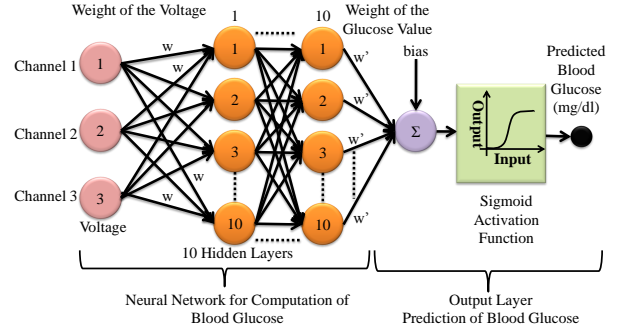 Weight of the Voltage
1
10
Weight of the
Glucose Value
bias
Predicted
Blood
Glucose
(mg/dl)
Channel 1
Channel 2
Channel 3
1
2
3
Voltage
w
w
w
w
1
2
3
10
1
2
3
10
w'
w'
w'
w'
Σ
Output
Input
Sigmoid
Activation
Function
10 Hidden Layers
Neural Network for Computation of
Blood Glucose
Output Layer
Prediction of Blood Glucose